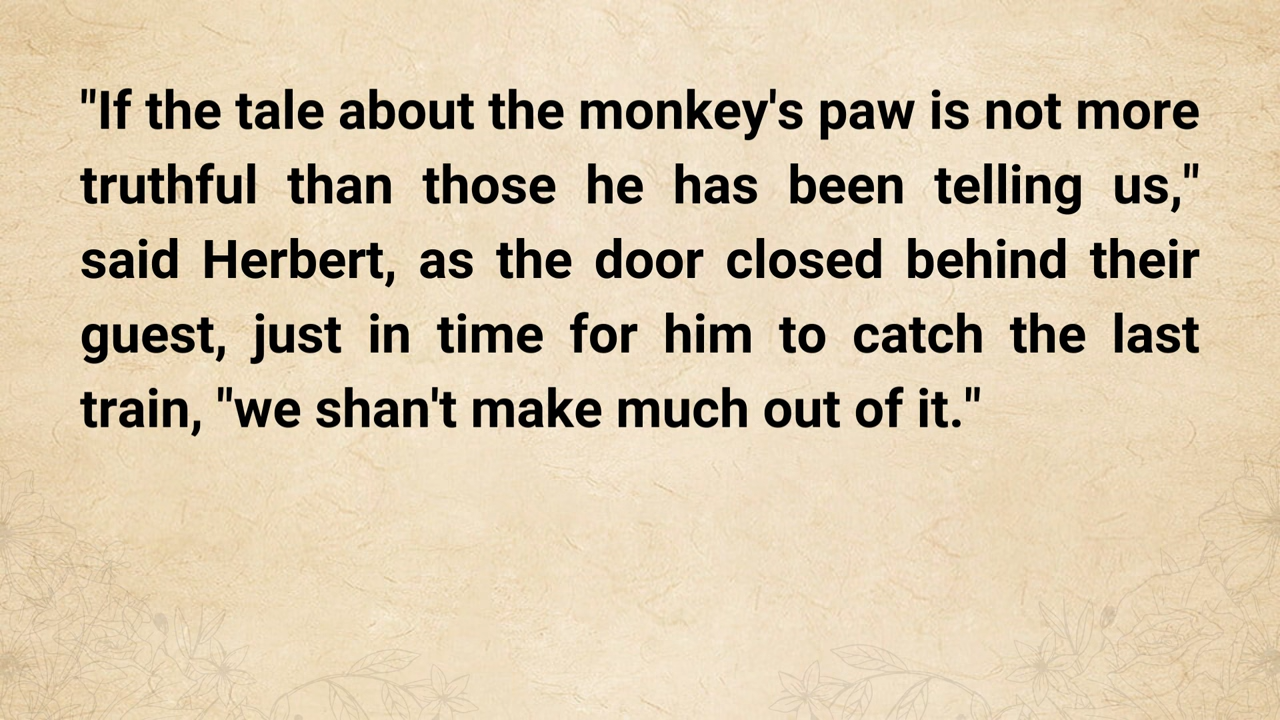 "If the tale about the monkey's paw is not more
truthful than those he has been telling us,"
said Herbert, as the door closed behind their
guest, just in time for him to catch the last
train, "we shan't make much out of it."